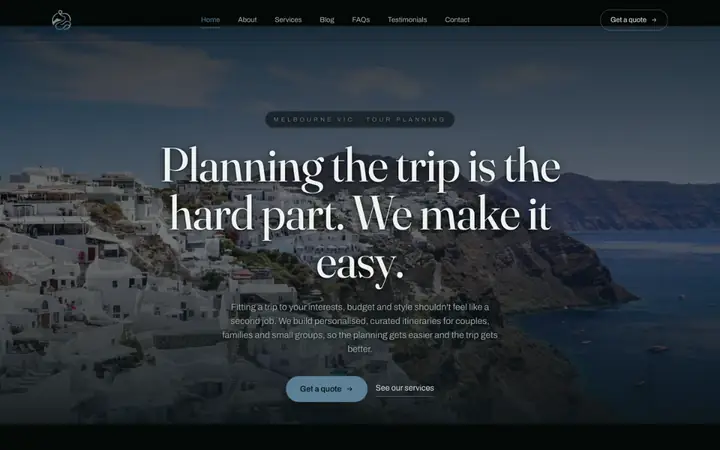 Home About Services Blog FAQs Testimonials Contact Get a quote →
MELBOURNE VIC · TOUR PLANNING
Planning the trip is the
hard part. We make it
easy.
Fitting a trip to your interests, budget and style shouldn't feel like a
second job. We build personalised, curated itineraries for couples,
families and small groups, so the planning gets easier and the trip gets
better.
Get a quote → See our services